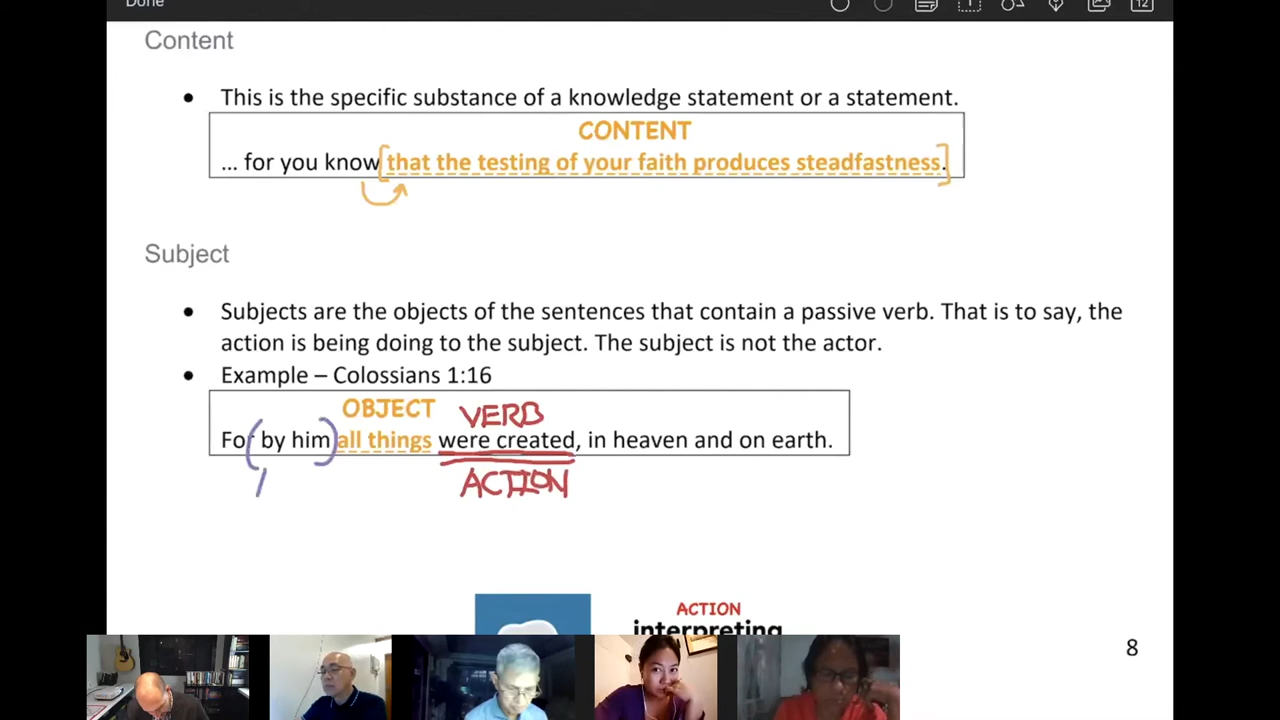 Done
Content
• This is the specific substance of a knowledge statement or a statement.
CONTENT
... for you know [that the testing of your faith produces steadfastness.]
Subject
• Subjects are the objects of the sentences that contain a passive verb. That is to say, the
action is being doing to the subject. The subject is not the actor.
• Example – Colossians 1:16
OBJECT VERB
For (by him) all things were created, in heaven and on earth.
ACTION
ACTION
interpreting
8